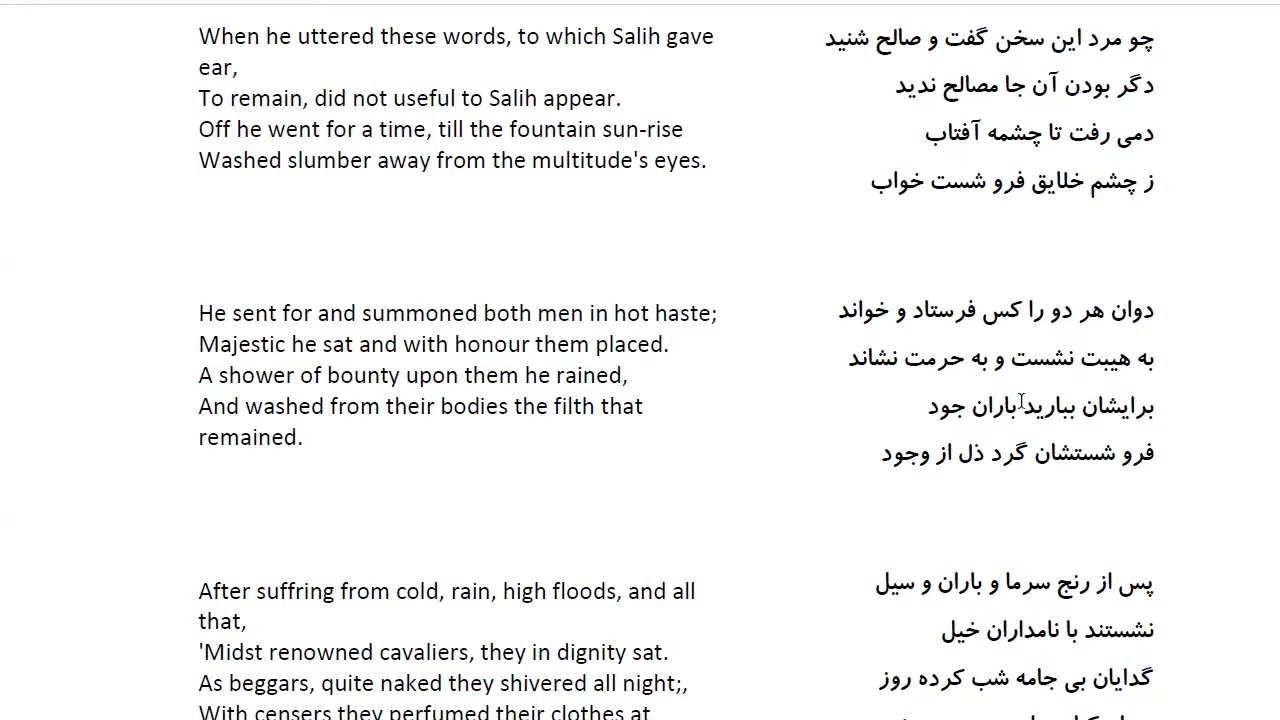 When he uttered these words, to which Salih gave
ear,
To remain, did not useful to Salih appear.
Off he went for a time, till the fountain sun-rise
Washed slumber away from the multitude's eyes.
چو مرد این سخن گفت و صالح شنید
دگر بودن آن جا مصالح ندید
دمی رفت تا چشمه آفتاب
ز چشم خلایق فرو شست خواب
He sent for and summoned both men in hot haste;
Majestic he sat and with honour them placed.
A shower of bounty upon them he rained,
And washed from their bodies the filth that
remained.
دوان هر دو را کس فرستاد و خواند
به هیبت نشست و به حرمت نشاند
برایشان ببارید باران جود
فرو شستشان گرد ذل از وجود
After suffring from cold, rain, high floods, and all
that,
'Midst renowned cavaliers, they in dignity sat.
As beggars, quite naked they shivered all night;,
With censers they perfumed their clothes at
پس از رنج سرما و باران و سیل
نشستند با نامداران خیل
گدایان بی جامه شب کرده روز